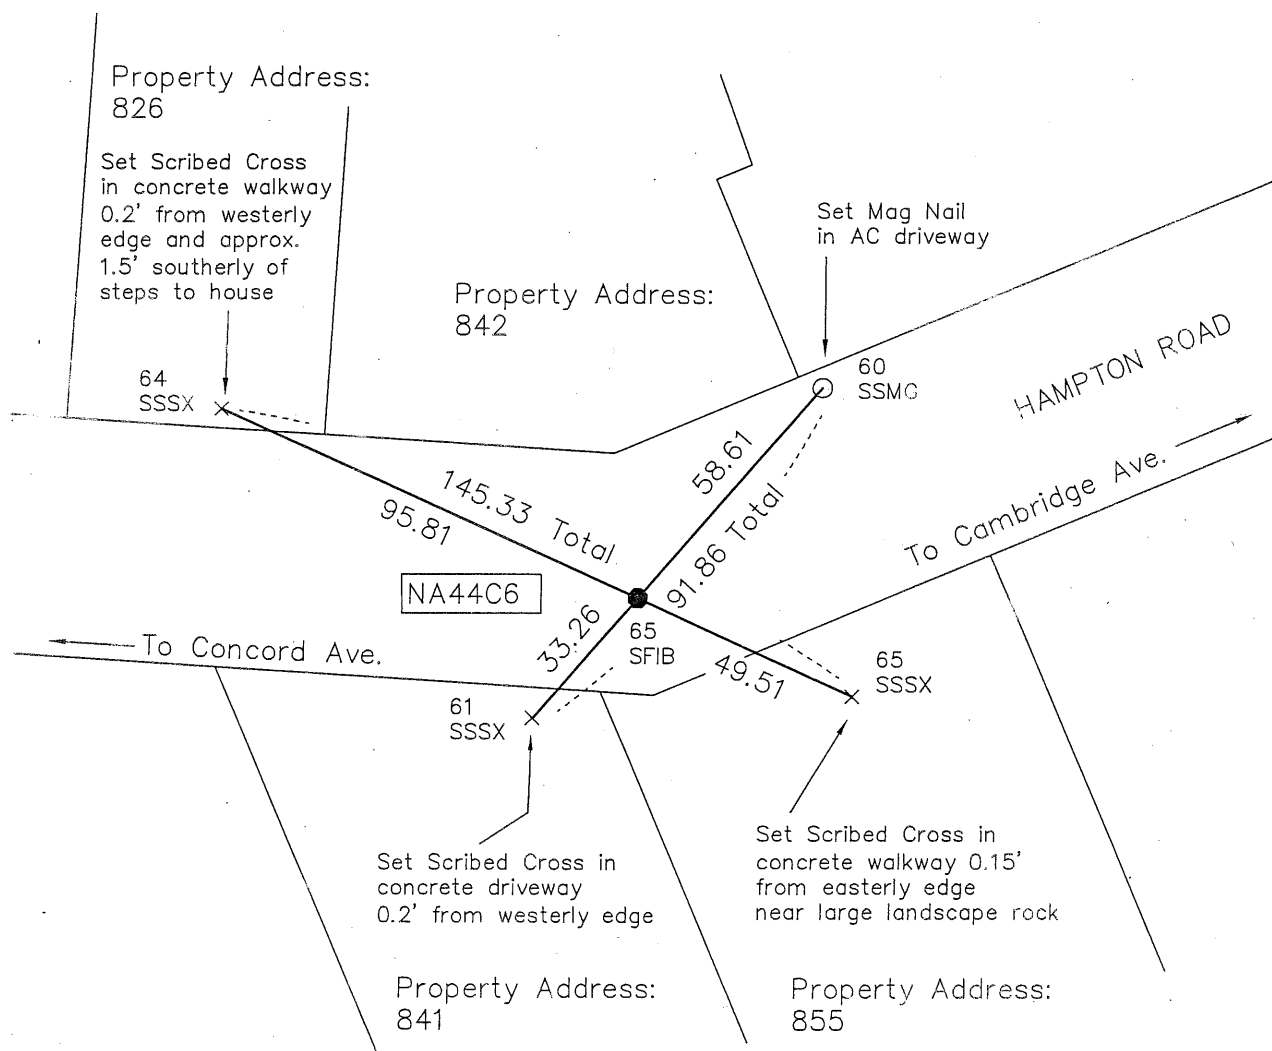 Property Address:
826
Set Scribed Cross
in concrete walkway
0.2' from westerly
edge and approx.
1.5' southerly of
steps to house
Set Mag Nail
in AC driveway
Property Address:
842
HAMPTON ROAD
64
SSSX
60
SSMG
58.61
91.86 Total
145.33 Total
95.81
To Cambridge Ave.
NA44C6
65
SFIB
33.26
49.51
To Concord Ave.
65
SSSX
61
SSSX
Set Scribed Cross in
concrete driveway
0.2' from westerly edge
Set Scribed Cross in
concrete walkway 0.15'
from easterly edge
near large landscape rock
Property Address:
841
Property Address:
855